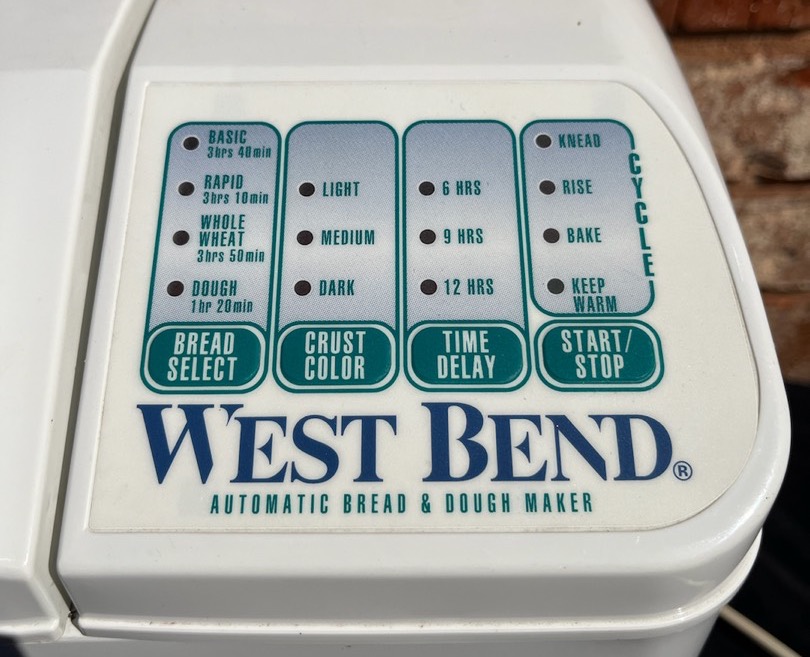 BASIC
3hrs 40min
RAPID
3hrs 10min
WHOLE
WHEAT
3hrs 50min
DOUGH
1hr 20min
BREAD
SELECT
LIGHT
MEDIUM
DARK
CRUST
COLOR
6 HRS
9 HRS
12 HRS
TIME
DELAY
KNEAD
RISE
BAKE
KEEP
WARM
CYCLE
START/
STOP
WEST BEND®
AUTOMATIC BREAD & DOUGH MAKER